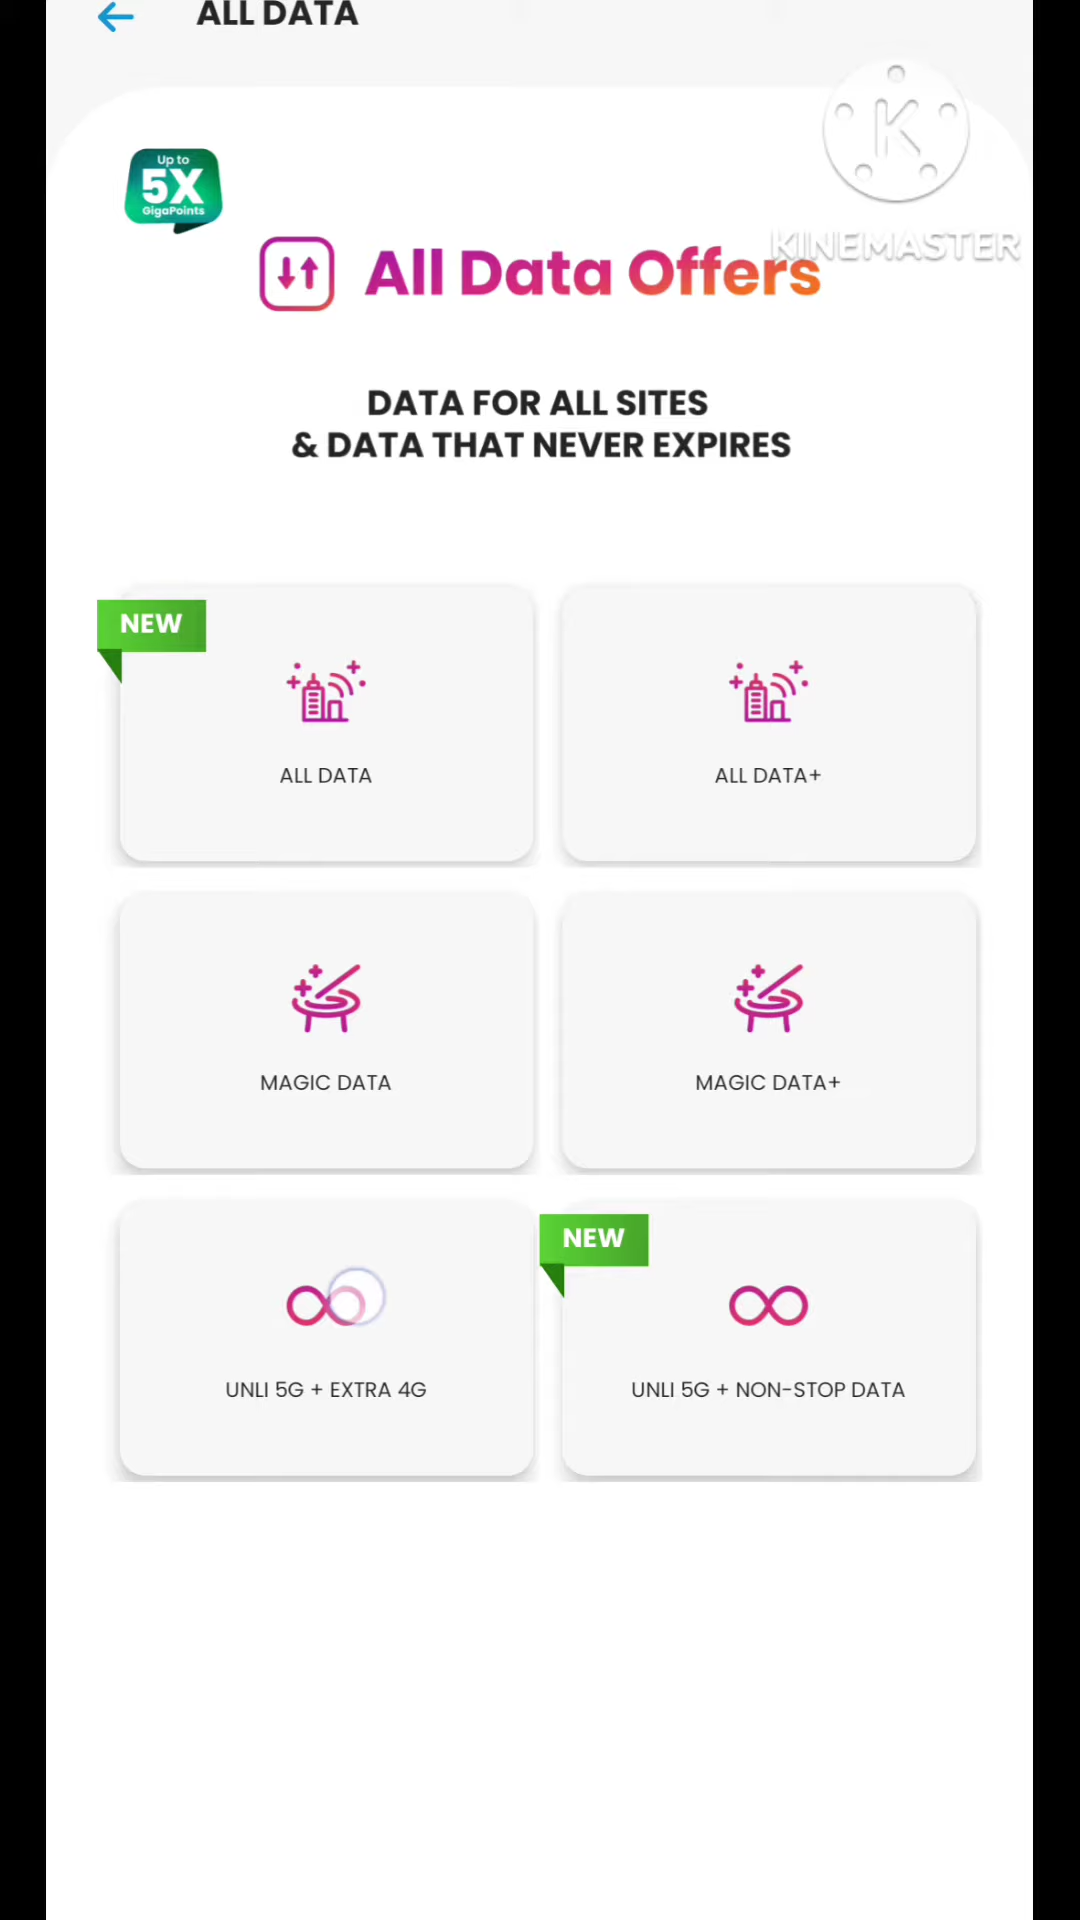 ALL DATA
Up to
5X
GigaPoints
KINEMASTER
All Data Offers
DATA FOR ALL SITES
& DATA THAT NEVER EXPIRES
NEW
ALL DATA
ALL DATA+
MAGIC DATA
MAGIC DATA+
UNLI 5G + EXTRA 4G
NEW
UNLI 5G + NON-STOP DATA